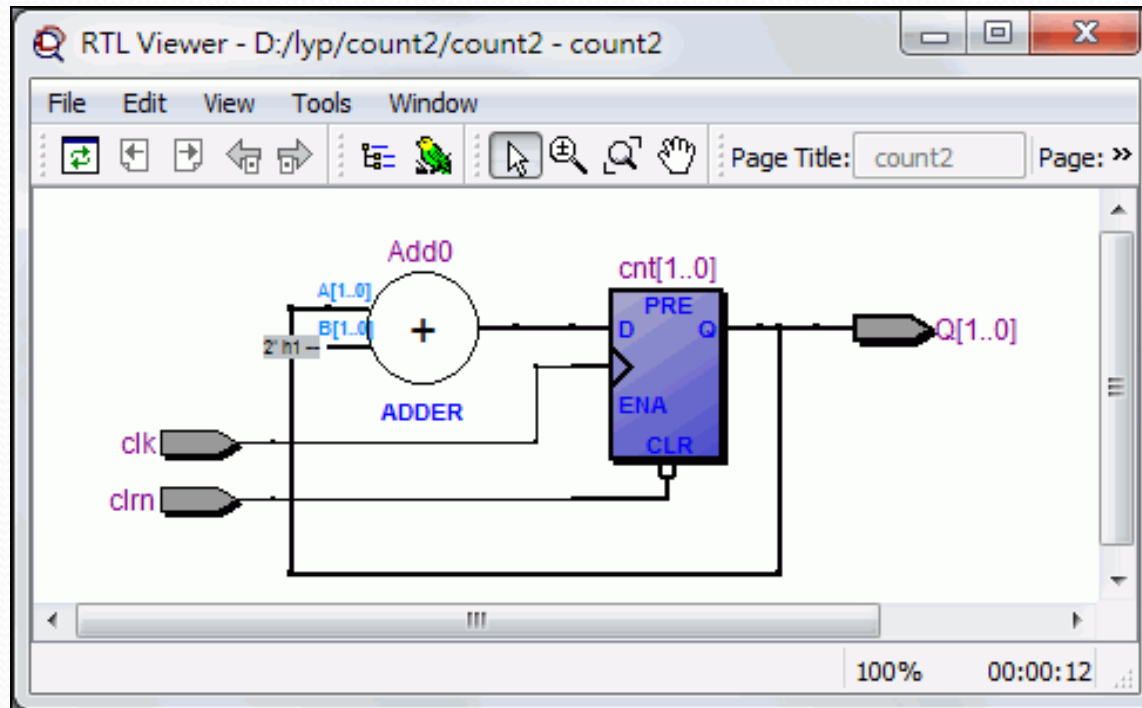 RTL Viewer - D:/lyp/count2/count2 - count2
File Edit View Tools Window
Page Title: count2 Page: »
Add0
cnt[1..0]
A[1..0]
PRE
B[1..0]
+
D Q
Q[1..0]
2' h1 --
ENA
ADDER
clk
CLR
clrn
100% 00:00:12